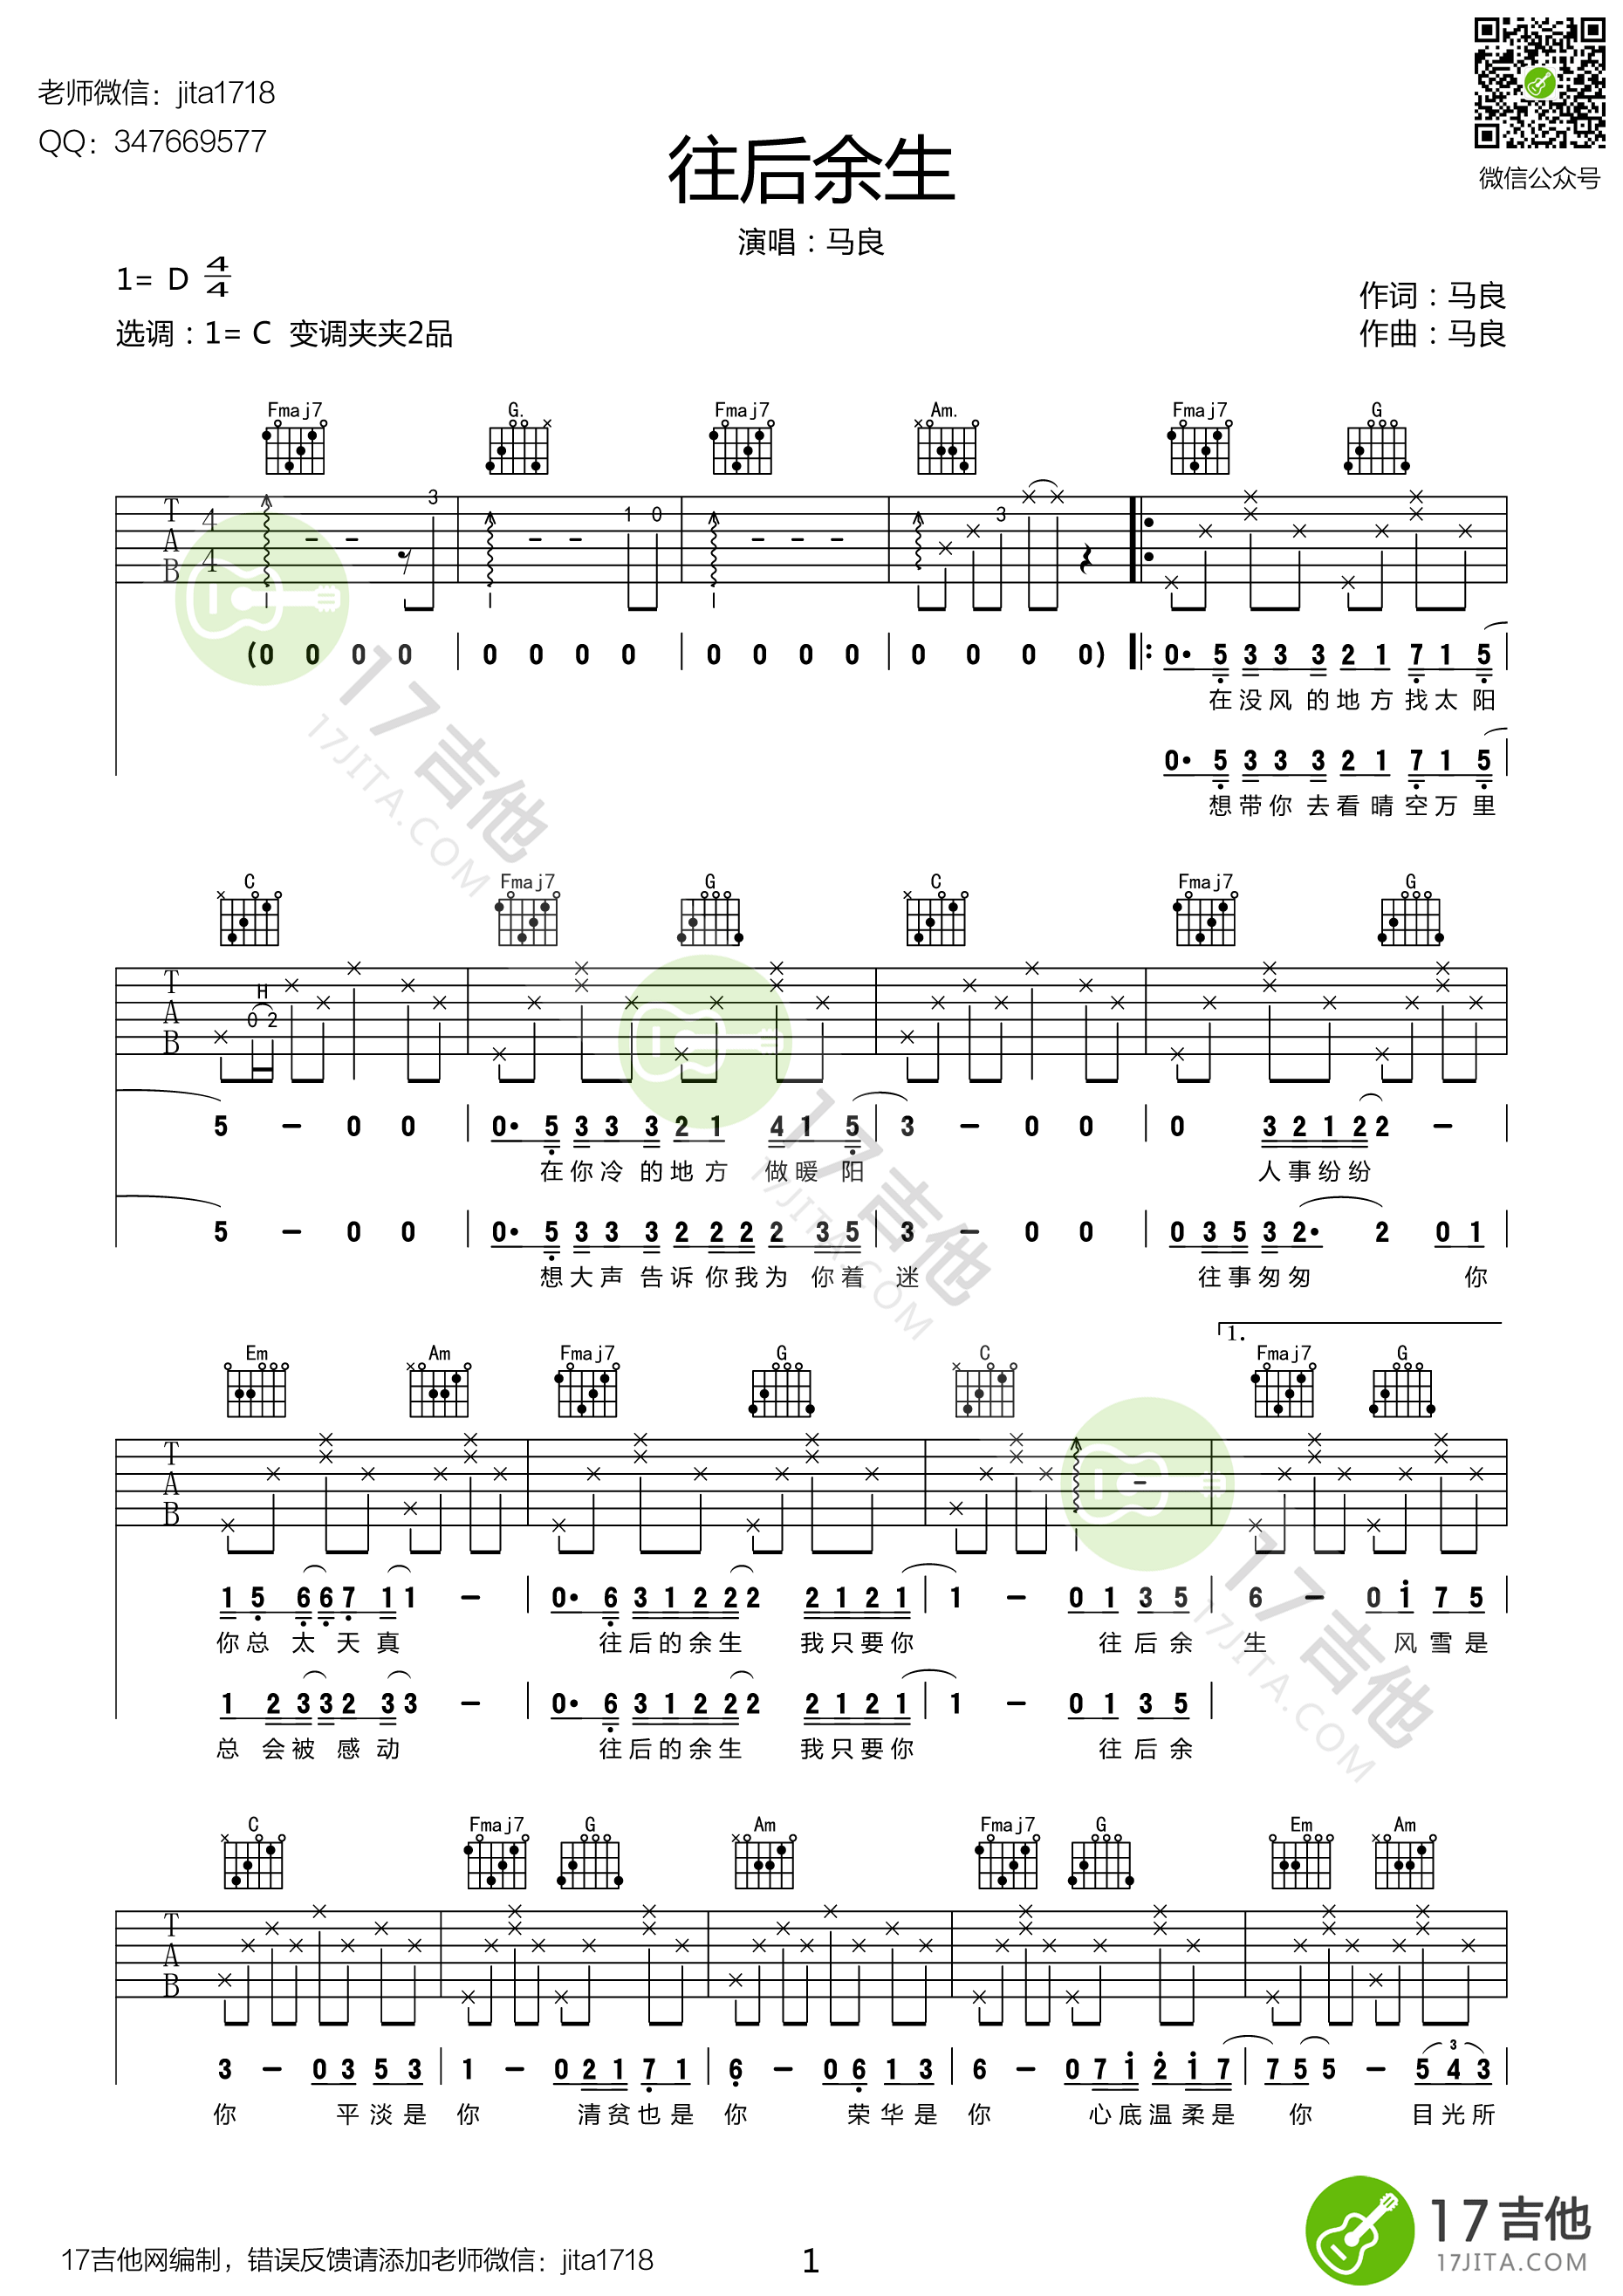 老师微信：jita1718
QQ：347669577
微信公众号
往后余生
演唱：马良
1= D 4/4
选调：1= C 变调夹夹2品
作词：马良
作曲：马良
Fmaj7 G. Fmaj7 Am. Fmaj7 G
T A B 4 4 3 1 0 3
(0 0 0 0 | 0 0 0 0 | 0 0 0 0 | 0 0 0 0) 0· 5 3 3 3 2 1 7 1 5
在没风的地方找太阳
0· 5 3 3 3 2 1 7 1 5
想带你去看晴空万里
C Fmaj7 G C Fmaj7 G
T A B H 0 2
5 – 0 0 | 0· 5 3 3 3 2 1 4 1 5 | 3 – 0 0 | 0 3 2 1 2 2 –
在你冷的地方 做暖阳 人事纷纷
5 – 0 0 | 0· 5 3 3 3 2 2 2 2 3 5 | 3 – 0 0 | 0 3 5 3 2· 2 0 1
想大声告诉你我为 你着 迷 往事匆匆 你
1.
Em Am Fmaj7 G C Fmaj7 G
T A B
1 5 6 6 7 1 1 – | 0· 6 3 1 2 2 2 2 1 2 1 | 1 – 0 1 3 5 | 6 – 0 1 7 5
你总 太 天 真 往后的余生 我只要你 往后余 生 风雪是
1 2 3 3 2 3 3 – | 0· 6 3 1 2 2 2 2 1 2 1 | 1 – 0 1 3 5
总 会被 感动 往后的余生 我只要你 往后余
C Fmaj7 G Am Fmaj7 G Em Am
T A B
3 – 0 3 5 3 | 1 – 0 2 1 7 1 | 6 – 0 6 1 3 | 6 – 0 7 1 2 1 7 | 7 5 5 – 5 4 3
3
你 平淡是 你 清贫也是 你 荣华是 你 心底温柔是 你 目光所
17吉他
17JITA.COM
17吉他网编制，错误反馈请添加老师微信：jita1718
1
17吉他
17JITA.COM